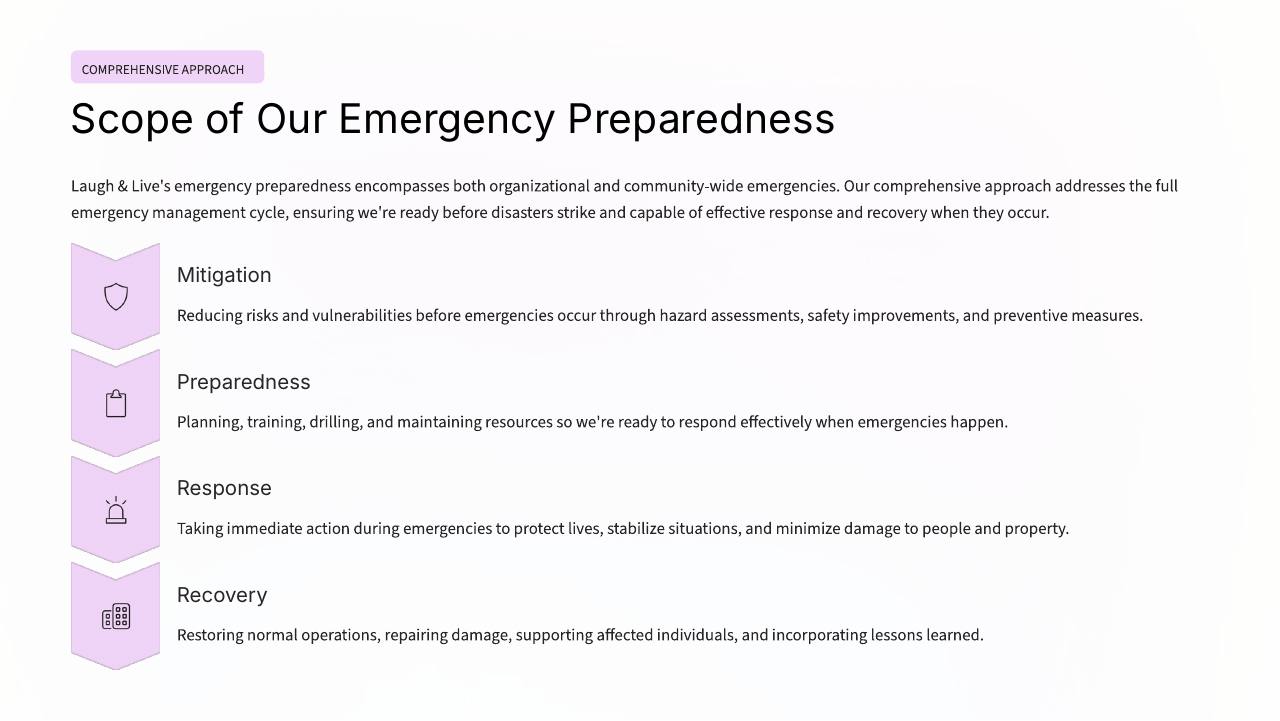 COMPREHENSIVE APPROACH
Scope of Our Emergency Preparedness
Laugh & Live's emergency preparedness encompasses both organizational and community-wide emergencies. Our comprehensive approach addresses the full
emergency management cycle, ensuring we're ready before disasters strike and capable of effective response and recovery when they occur.
Mitigation
Reducing risks and vulnerabilities before emergencies occur through hazard assessments, safety improvements, and preventive measures.
Preparedness
Planning, training, drilling, and maintaining resources so we're ready to respond effectively when emergencies happen.
Response
Taking immediate action during emergencies to protect lives, stabilize situations, and minimize damage to people and property.
Recovery
Restoring normal operations, repairing damage, supporting affected individuals, and incorporating lessons learned.